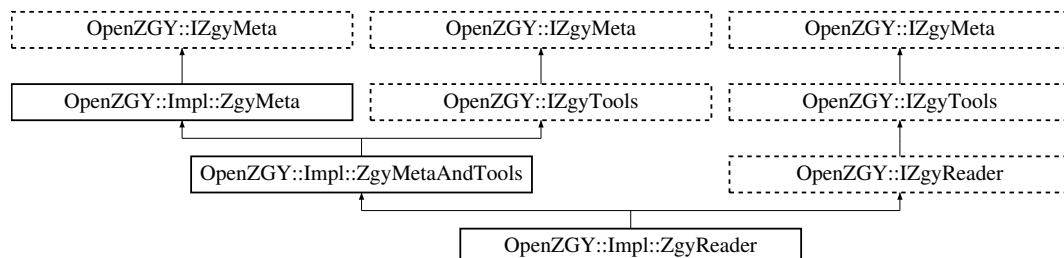 OpenZGY::IZgyMeta OpenZGY::IZgyMeta OpenZGY::IZgyMeta
OpenZGY::Impl::ZgyMeta OpenZGY::IZgyTools OpenZGY::IZgyTools
OpenZGY::Impl::ZgyMetaAndTools OpenZGY::IZgyReader
OpenZGY::Impl::ZgyReader